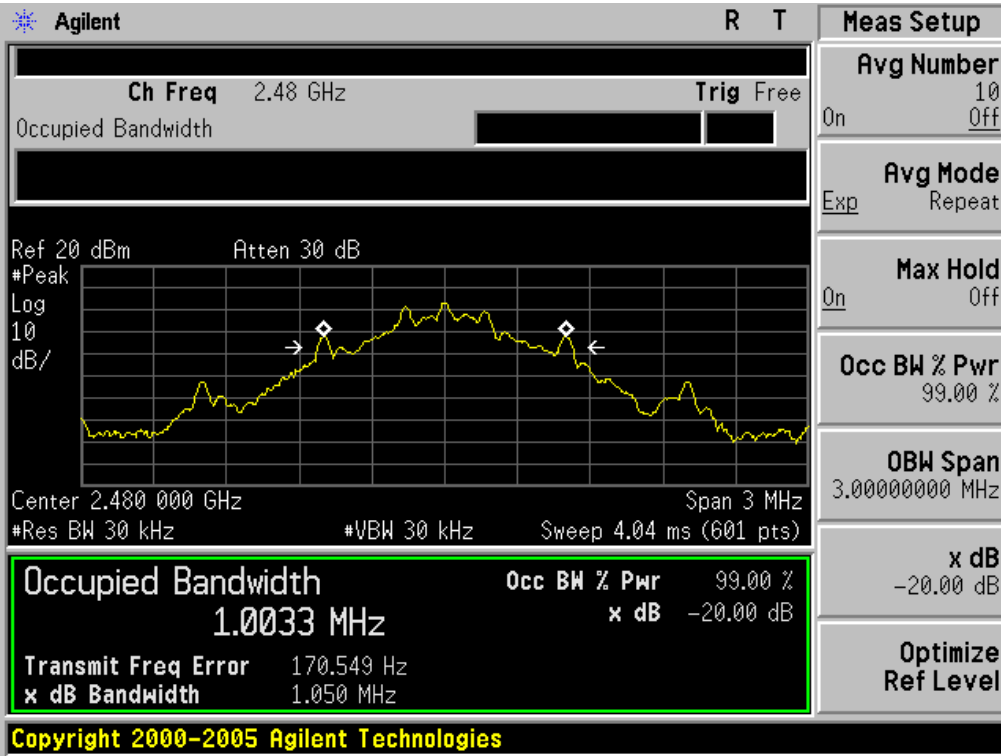 Agilent R T
Ch Freq 2.48 GHz Trig Free
Occupied Bandwidth
Ref 20 dBm Atten 30 dB
#Peak
Log
10
dB/
Center 2.480 000 GHz Span 3 MHz
#Res BW 30 kHz #VBW 30 kHz Sweep 4.04 ms (601 pts)
Occupied Bandwidth Occ BW % Pwr 99.00 %
1.0033 MHz x dB -20.00 dB
Transmit Freq Error 170.549 Hz
x dB Bandwidth 1.050 MHz
Copyright 2000-2005 Agilent Technologies
Meas Setup
Avg Number
10
On Off
Avg Mode
Exp Repeat
Max Hold
On Off
Occ BW % Pwr
99.00 %
OBW Span
3.00000000 MHz
x dB
-20.00 dB
Optimize
Ref Level